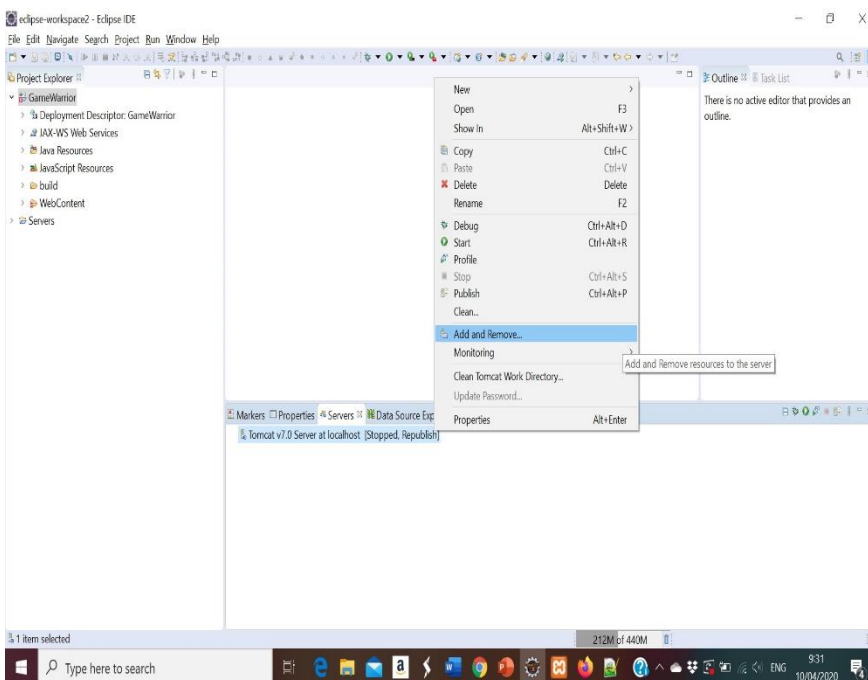 eclipse-workspace2 - Eclipse IDE
File Edit Navigate Search Project Run Window Help
Project Explorer
GameWarrior
Deployment Descriptor: GameWarrior
JAX-WS Web Services
Java Resources
JavaScript Resources
build
WebContent
Servers
New
Open F3
Show In Alt+Shift+W >
Copy Ctrl+C
Paste Ctrl+V
Delete Delete
Rename F2
Debug Ctrl+Alt+D
Start Ctrl+Alt+R
Profile
Stop Ctrl+Alt+S
Publish Ctrl+Alt+P
Clean...
Add and Remove...
Monitoring
Add and Remove resources to the server
Clean Tomcat Work Directory...
Update Password...
Properties Alt+Enter
Outline Task List
There is no active editor that provides an
outline.
Markers Properties Servers Data Source Exp
Tomcat v7.0 Server at localhost [Stopped, Republish]
1 item selected
212M of 440M
Type here to search
a
ENG
9:31
10/04/2020